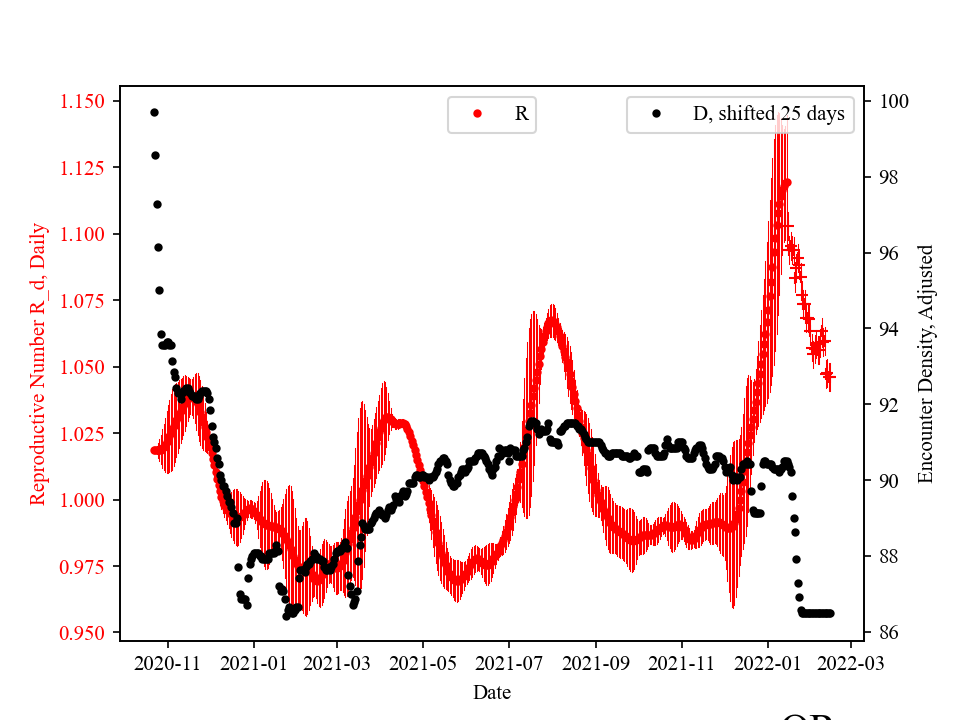 R
D, shifted 25 days
1.150
1.125
1.100
1.075
1.050
1.025
1.000
0.975
0.950
Reproductive Number R_d, Daily
100
98
96
94
92
90
88
86
Encounter Density, Adjusted
2020-11 2021-01 2021-03 2021-05 2021-07 2021-09 2021-11 2022-01 2022-03
Date